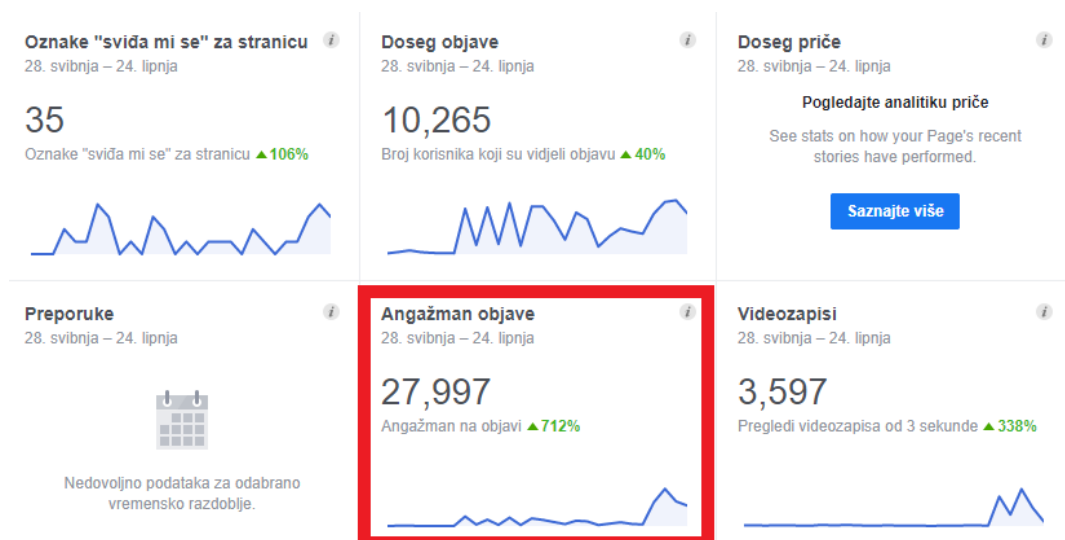 Oznake "sviđa mi se" za stranicu
28. svibnja – 24. lipnja
35
Oznake "sviđa mi se" za stranicu ▲106%
Doseg objave
28. svibnja – 24. lipnja
10,265
Broj korisnika koji su vidjeli objavu ▲40%
Doseg priče
28. svibnja – 24. lipnja
Pogledajte analitiku priče
See stats on how your Page's recent
stories have performed.
Saznajte više
Preporuke
28. svibnja – 24. lipnja
Nedovoljno podataka za odabrano
vremensko razdoblje.
Angažman objave
28. svibnja – 24. lipnja
27,997
Angažman na objavi ▲712%
Videozapisi
28. svibnja – 24. lipnja
3,597
Pregledi videozapisa od 3 sekunde ▲338%